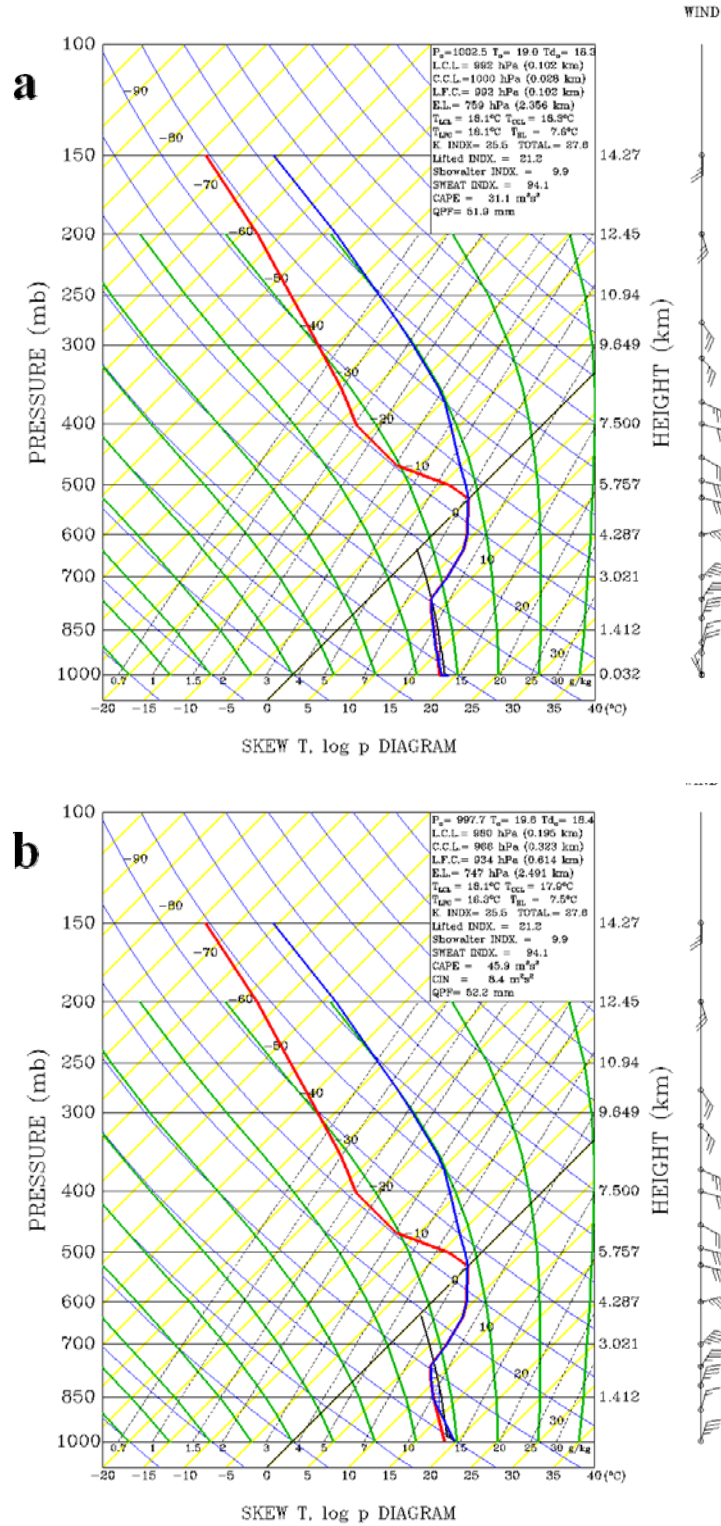 WIND
a
100
150
200
250
300
400
500
600
700
850
1000
PRESSURE (mb)
-90
-80
-70
-60
-50
-40
-30
-20
-10
0
10
20
30
P₀=1002.5 T₀= 19.0 Td₀= 18.3
L.C.L.= 992 hPa (0.102 km)
C.C.L.=1000 hPa (0.028 km)
L.F.C.= 992 hPa (0.102 km)
E.L.= 759 hPa (2.356 km)
T_LCL = 18.1°C T_CCL = 18.3°C
T_LFC = 18.1°C T_EL = 7.6°C
K. INDX= 25.5 TOTAL= 27.6
Lifted INDX. = 21.2
Showalter INDX. = 9.9
SWEAT INDX. = 94.1
CAPE = 31.1 m²s²
QPF= 51.9 mm
14.27
12.45
10.94
9.649
7.500
5.757
4.287
3.021
1.412
0.032
HEIGHT (km)
0.7 1 1.5 2 3 4 5 7 10 15 20 25 30 g/kg
-20 -15 -10 -5 0 5 10 15 20 25 30 35 40 (°C)
SKEW T, log p DIAGRAM
b
100
150
200
250
300
400
500
600
700
850
1000
PRESSURE (mb)
-90
-80
-70
-60
-50
-40
-30
-20
-10
0
10
20
30
P₀= 997.7 T₀= 19.6 Td₀= 18.4
L.C.L.= 980 hPa (0.195 km)
C.C.L.= 966 hPa (0.323 km)
L.F.C.= 934 hPa (0.614 km)
E.L.= 747 hPa (2.491 km)
T_LCL = 18.1°C T_CCL = 17.9°C
T_LFC = 16.3°C T_EL = 7.5°C
K. INDX= 25.5 TOTAL= 27.6
Lifted INDX. = 21.2
Showalter INDX. = 9.9
SWEAT INDX. = 94.1
CAPE = 45.9 m²s²
CIN = 8.4 m²s²
QPF= 52.2 mm
14.27
12.45
10.94
9.649
7.500
5.757
4.287
3.021
1.412
HEIGHT (km)
0.7 1 1.5 2 3 4 5 7 10 15 20 25 30 g/kg
-20 -15 -10 -5 0 5 10 15 20 25 30 35 40 (°C)
SKEW T, log p DIAGRAM